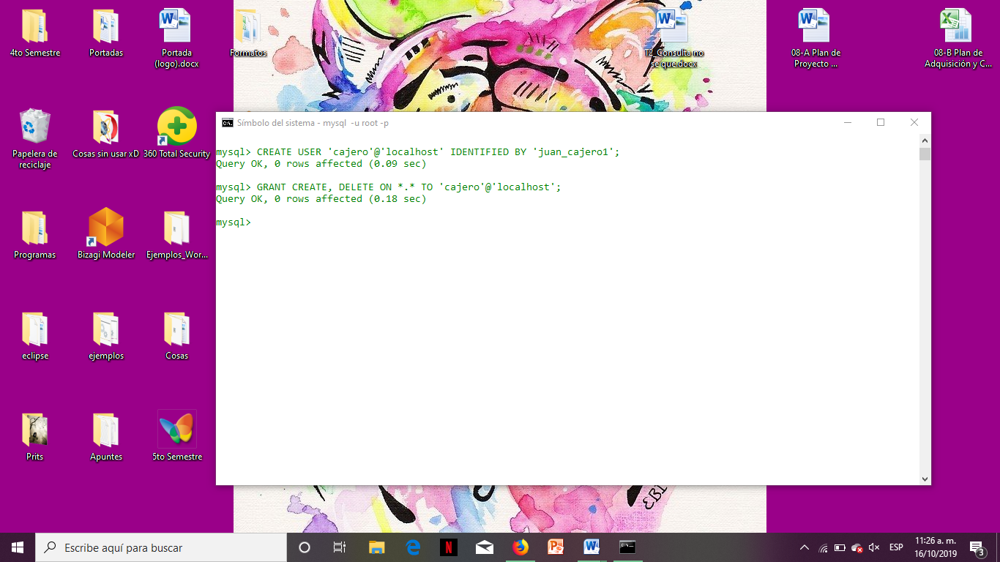 4to Semestre
Portadas
Portada
(logo).docx
Formatos
T2_Consulta no
se que.docx
08-A Plan de
Proyecto ...
08-B Plan de
Adquisición y C...
Papelera de
reciclaje
Cosas sin usar xD
360 Total Security
Programas
Bizagi Modeler
Ejemplos_Wor...
eclipse
ejemplos
Cosas
Prits
Apuntes
5to Semestre
Símbolo del sistema - mysql -u root -p
mysql> CREATE USER 'cajero'@'localhost' IDENTIFIED BY 'juan_cajero1';
Query OK, 0 rows affected (0.09 sec)
mysql> GRANT CREATE, DELETE ON *.* TO 'cajero'@'localhost';
Query OK, 0 rows affected (0.18 sec)
mysql>
Escribe aquí para buscar
ESP
11:26 a. m.
16/10/2019
3